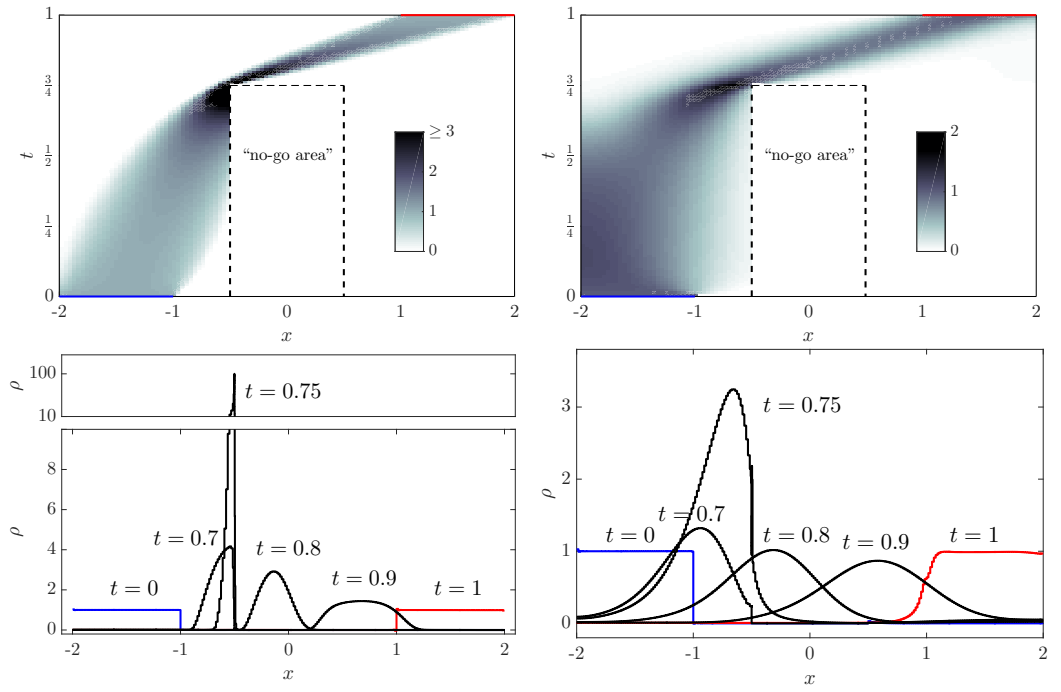 1
3/4
t
1/2
1/4
0
"no-go area"
≥ 3
2
1
0
-2 -1 0 1 2
x
1
3/4
t
1/2
1/4
0
"no-go area"
2
1
0
-2 -1 0 1 2
x
ρ
100
10
t = 0.75
ρ
8
6
4
2
0
t = 0
t = 0.7
t = 0.8
t = 0.9
t = 1
-2 -1 0 1 2
x
ρ
3
2
1
0
t = 0.75
t = 0
t = 0.7
t = 0.8
t = 0.9
t = 1
-2 -1 0 1 2
x